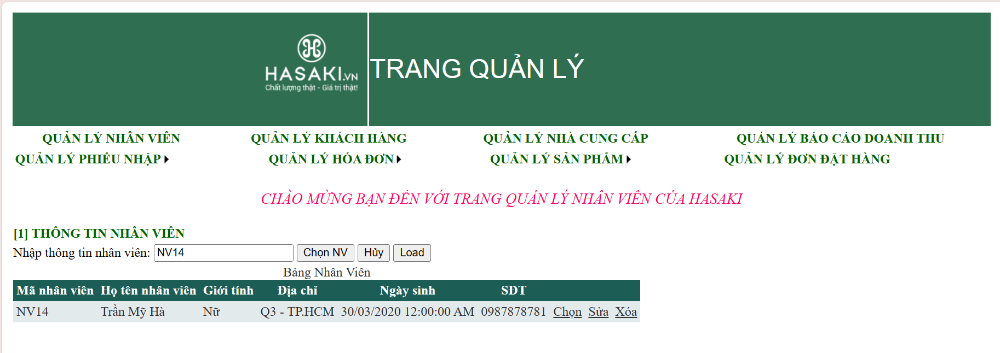 HASAKI.VN
Chất lượng thật - Giá trị thật!
TRANG QUẢN LÝ
QUẢN LÝ NHÂN VIÊN QUẢN LÝ KHÁCH HÀNG QUẢN LÝ NHÀ CUNG CẤP QUÁN LÝ BÁO CÁO DOANH THU
QUẢN LÝ PHIẾU NHẬP QUẢN LÝ HÓA ĐƠN QUẢN LÝ SẢN PHẨM QUẢN LÝ ĐƠN ĐẶT HÀNG
CHÀO MỪNG BẠN ĐẾN VỚI TRANG QUẢN LÝ NHÂN VIÊN CỦA HASAKI
[1] THÔNG TIN NHÂN VIÊN
Nhập thông tin nhân viên: NV14 Chọn NV Hủy Load
Bảng Nhân Viên
Mã nhân viên Họ tên nhân viên Giới tính Địa chỉ Ngày sinh SĐT
NV14 Trần Mỹ Hà Nữ Q3 - TP.HCM 30/03/2020 12:00:00 AM 0987878781 Chọn Sửa Xóa